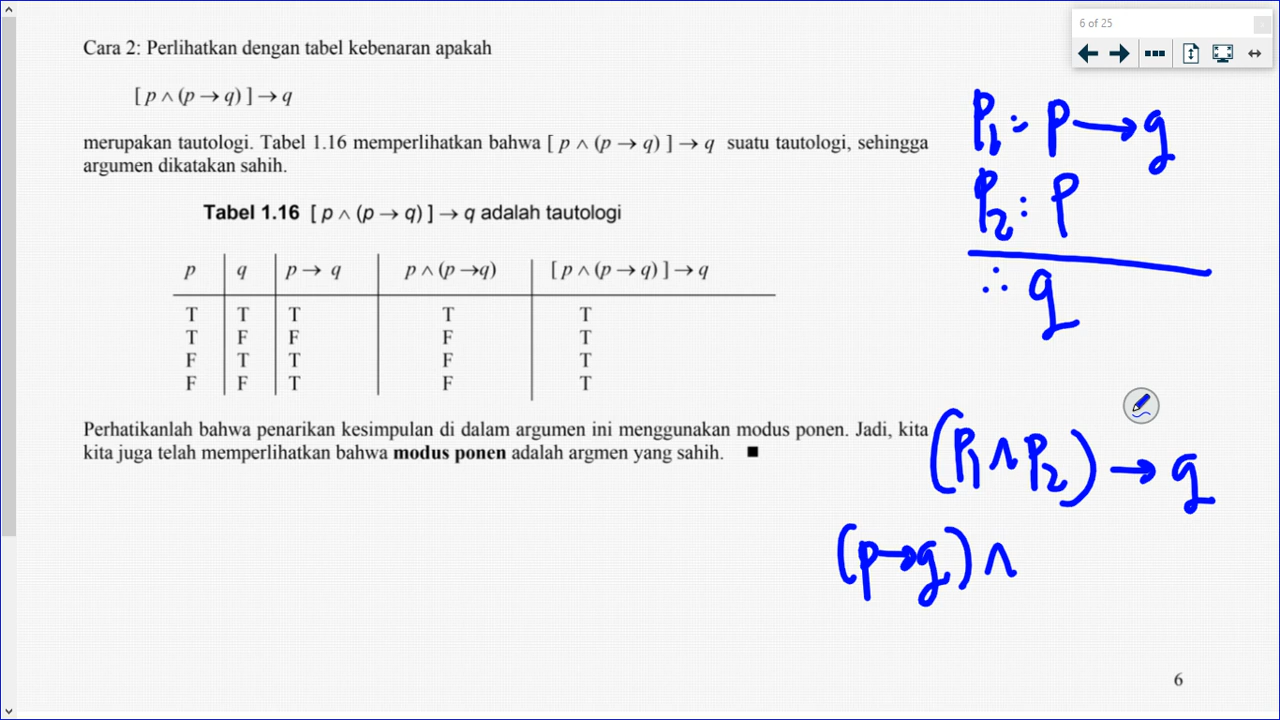 6 of 25
Cara 2: Perlihatkan dengan tabel kebenaran apakah
[ p ∧ (p → q) ] → q
merupakan tautologi. Tabel 1.16 memperlihatkan bahwa [ p ∧ (p → q) ] → q suatu tautologi, sehingga
argumen dikatakan sahih.
Tabel 1.16 [ p ∧ (p → q) ] → q adalah tautologi
p q p → q p ∧ (p →q) [ p ∧ (p → q) ] → q
T T T T T
T F F F T
F T T F T
F F T F T
Perhatikanlah bahwa penarikan kesimpulan di dalam argumen ini menggunakan modus ponen. Jadi, kita
kita juga telah memperlihatkan bahwa modus ponen adalah argmen yang sahih. ■
P₁ : p → q
P₂ : p
∴ q
(P₁ ∧ P₂) → q
(p → q) ∧
6